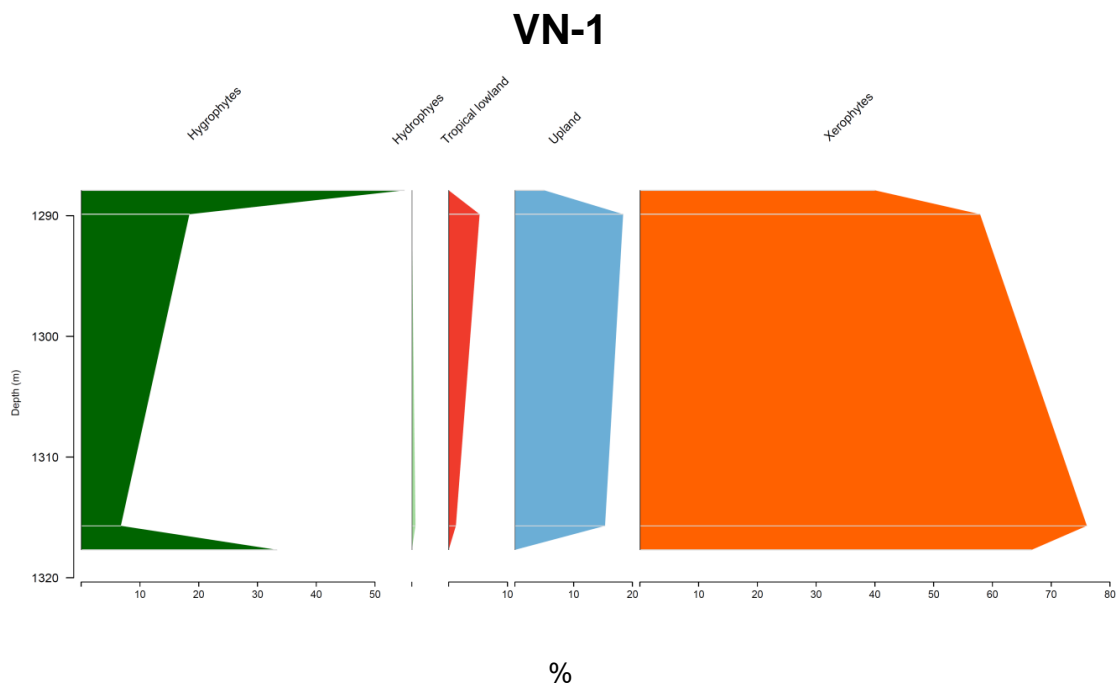 VN-1
Hygrophytes
Hydrophyes
Tropical lowland
Upland
Xerophytes
Depth (m)
1290
1300
1310
1320
10 20 30 40 50
10
10 20
10 20 30 40 50 60 70 80
%